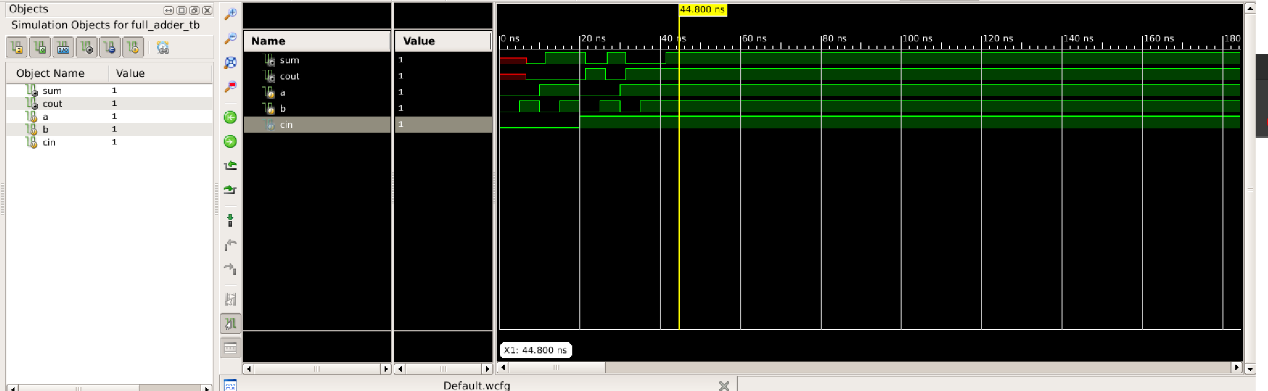 Objects
Simulation Objects for full_adder_tb
Object Name Value
sum 1
cout 1
a 1
b 1
cin 1
Name Value
sum 1
cout 1
a 1
b 1
cin 1
44.800 ns
0 ns 20 ns 40 ns 60 ns 80 ns 100 ns 120 ns 140 ns 160 ns 180
X1: 44.800 ns
Default.wcfg